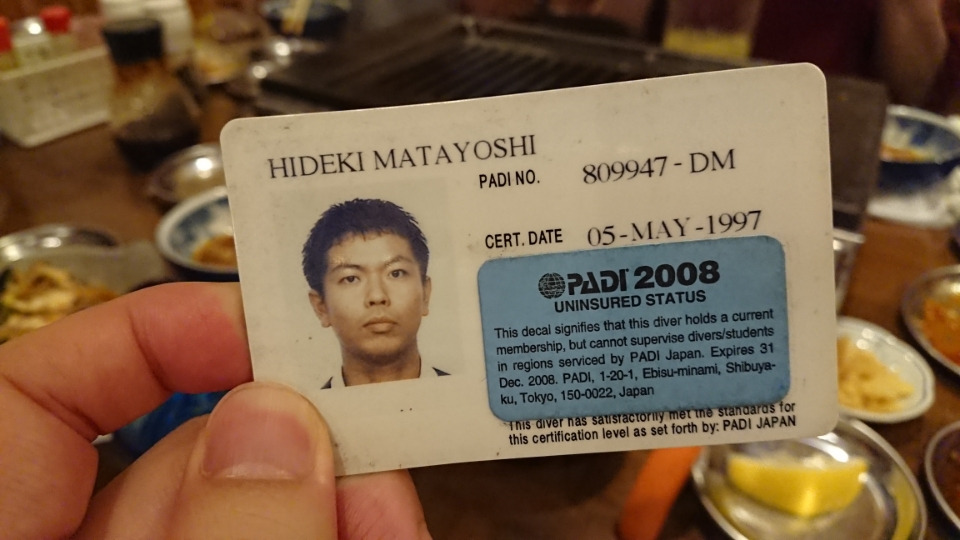 HIDEKI MATAYOSHI
PADI NO. 809947 - DM
CERT. DATE 05-MAY-1997
PADI 2008
UNINSURED STATUS
This decal signifies that this diver holds a current
membership, but cannot supervise divers/students
in regions serviced by PADI Japan. Expires 31
Dec. 2008. PADI, 1-20-1, Ebisu-minami, Shibuya-
ku, Tokyo, 150-0022, Japan
This diver has satisfactorily met the standards for
this certification level as set forth by: PADI JAPAN